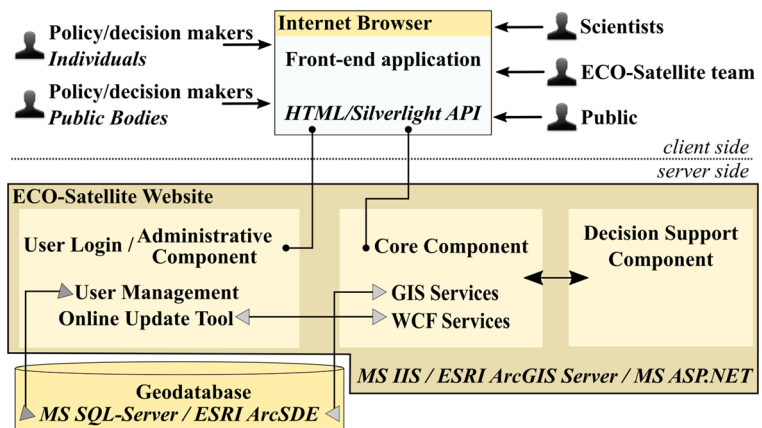 Internet Browser
Front-end application
HTML/Silverlight API
Policy/decision makers
Individuals
Policy/decision makers
Public Bodies
Scientists
ECO-Satellite team
Public
client side
server side
ECO-Satellite Website
User Login / Administrative
Component
User Management
Online Update Tool
Core Component
GIS Services
WCF Services
Decision Support
Component
MS IIS / ESRI ArcGIS Server / MS ASP.NET
Geodatabase
MS SQL-Server / ESRI ArcSDE